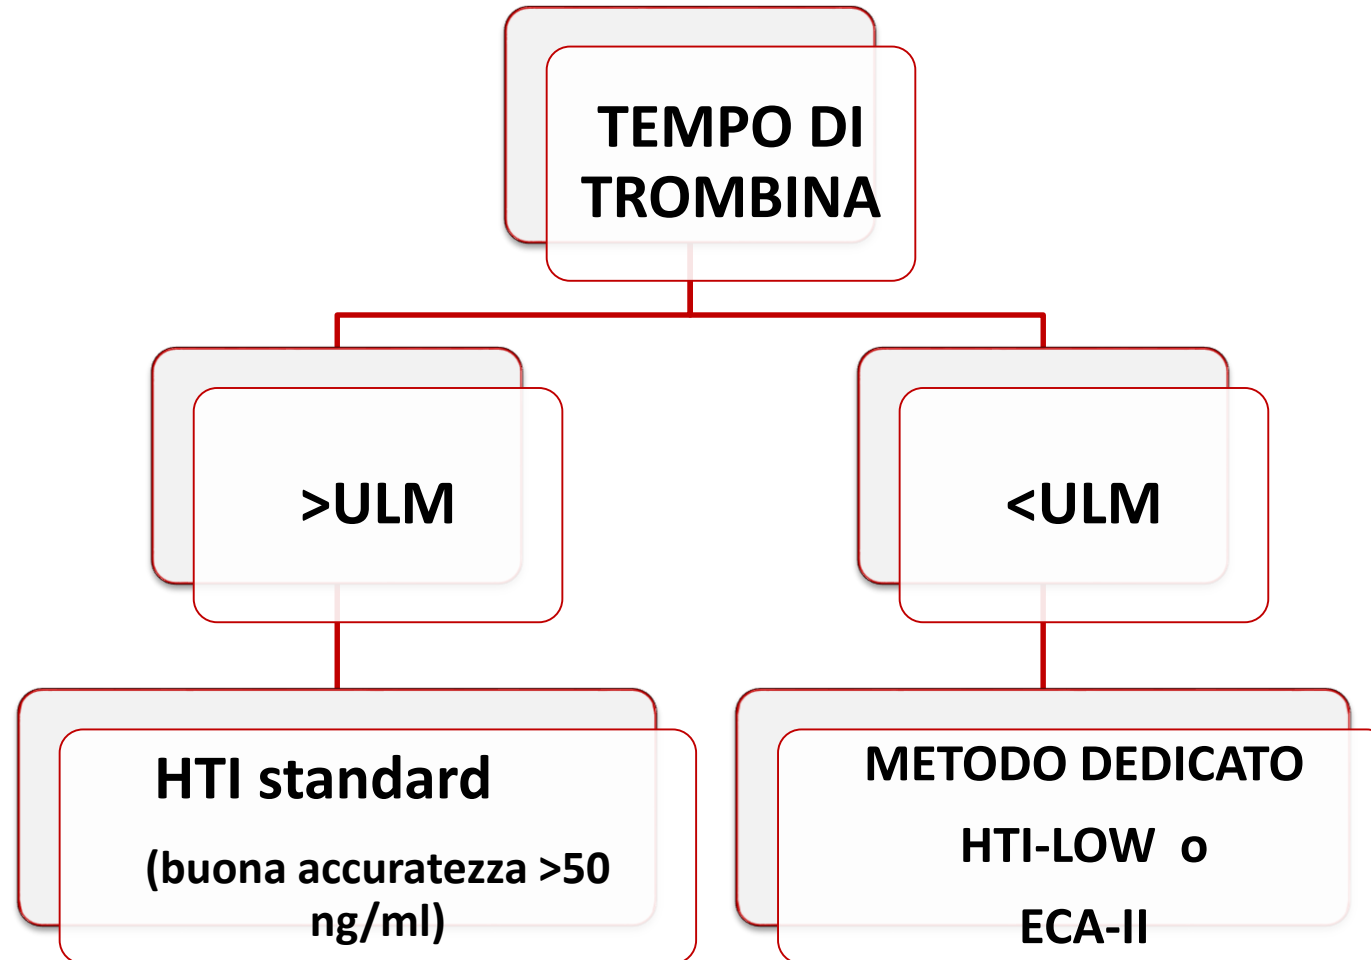 TEMPO DI
TROMBINA
>ULM
<ULM
HTI standard
(buona accuratezza >50
ng/ml)
METODO DEDICATO
HTI-LOW o
ECA-II